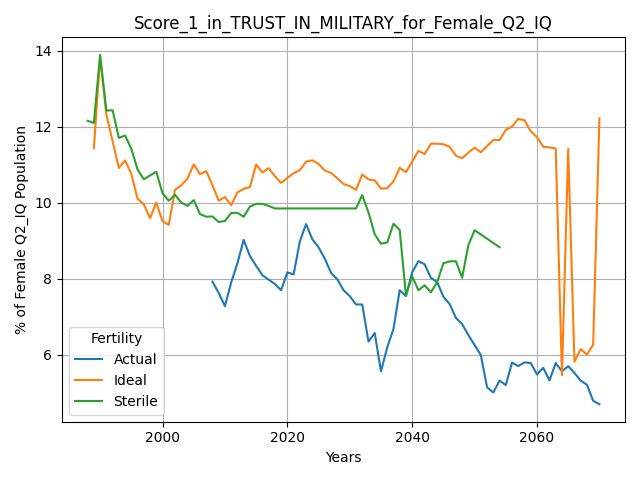 Score_1_in_TRUST_IN_MILITARY_for_Female_Q2_IQ
% of Female Q2_IQ Population
14
12
10
8
6
Fertility
Actual
Ideal
Sterile
2000
2020
2040
2060
Years